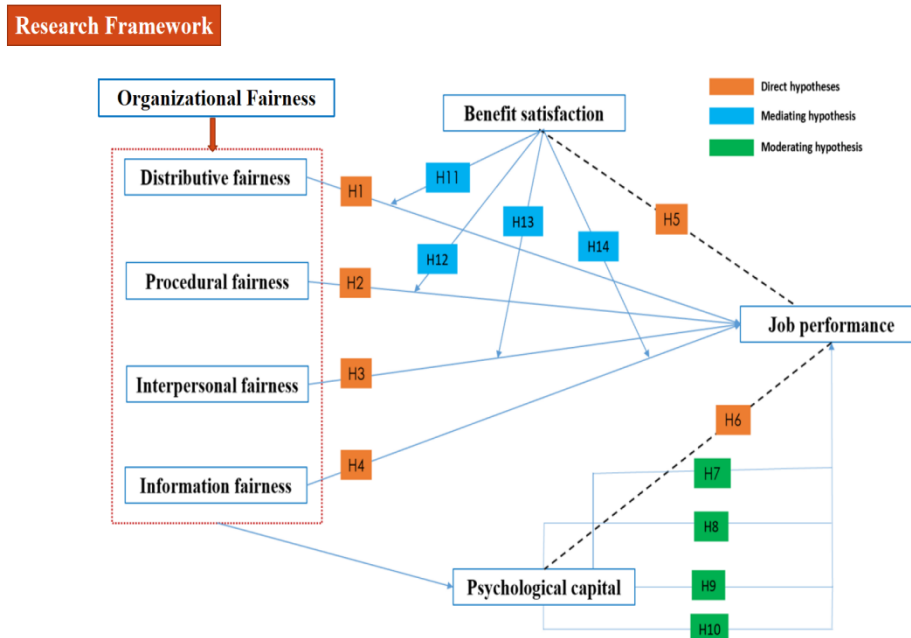 Research Framework
Organizational Fairness
Benefit satisfaction
Direct hypotheses
Mediating hypothesis
Moderating hypothesis
Distributive fairness
H1
H11
H5
H13
H14
H12
Procedural fairness
H2
Job performance
Interpersonal fairness
H3
H6
H4
H7
Information fairness
H8
Psychological capital
H9
H10